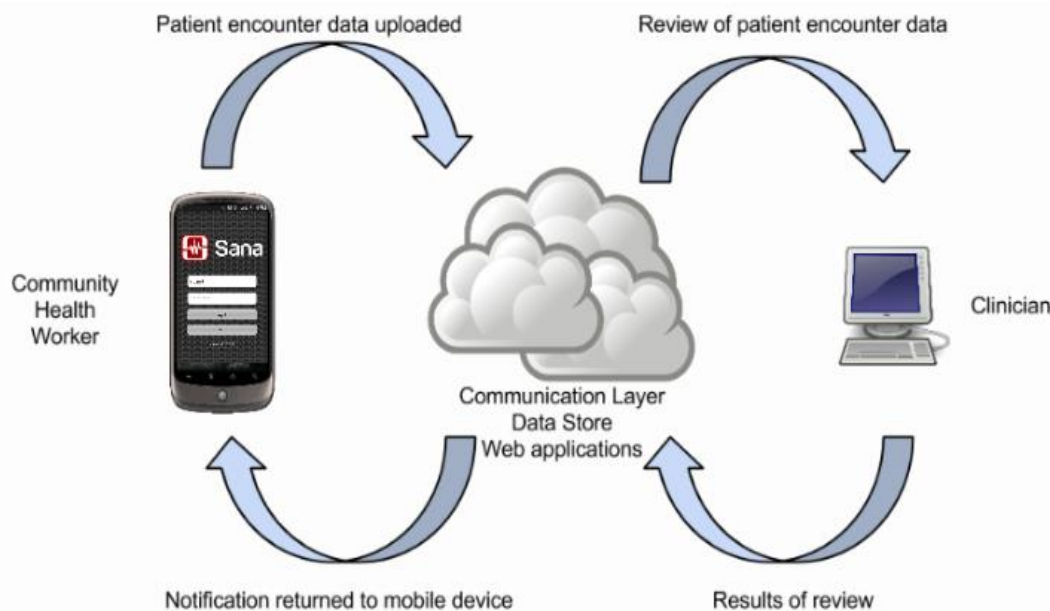 Patient encounter data uploaded
Review of patient encounter data
Sana
Community
Health
Worker
Clinician
Communication Layer
Data Store
Web applications
Notification returned to mobile device
Results of review